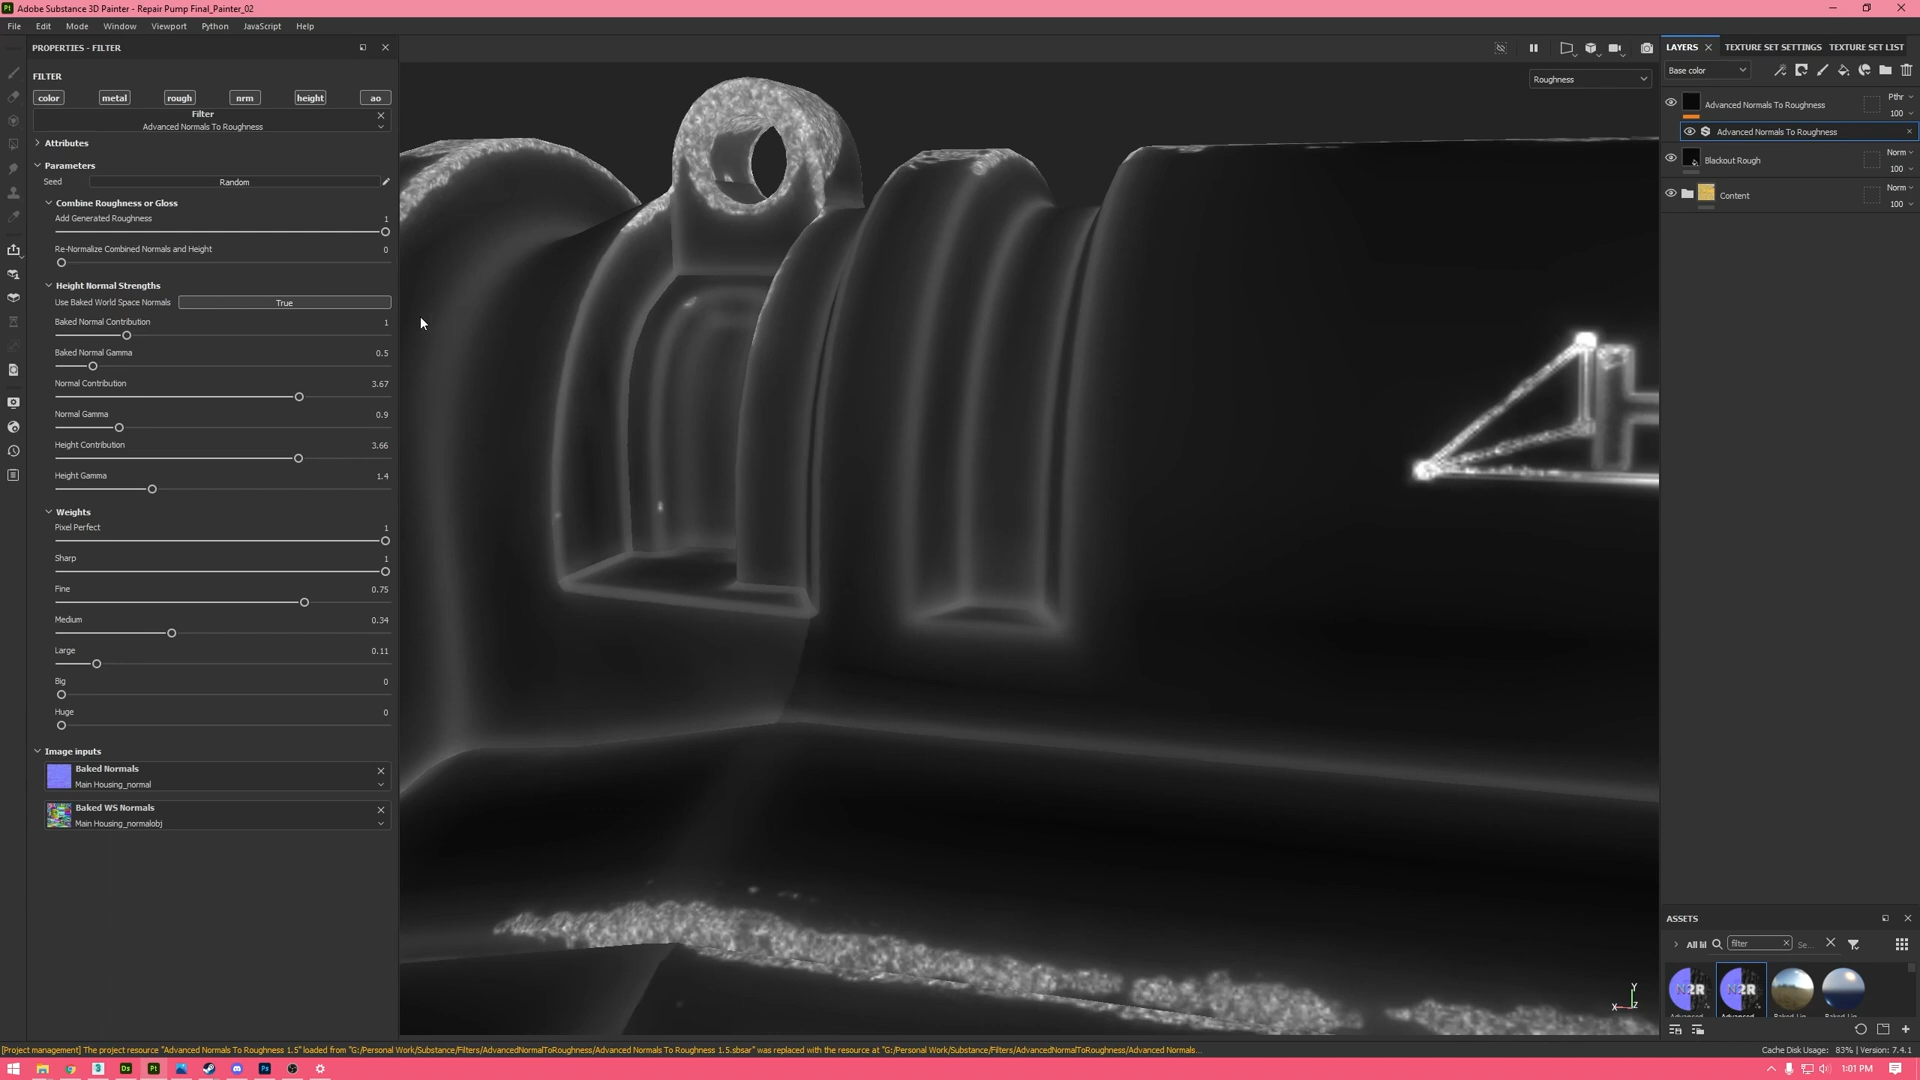 Adobe Substance 3D Painter - Repair Pump Final_Painter_02
File Edit Mode Window Viewport Python JavaScript Help
PROPERTIES - FILTER
FILTER
color metal rough nrm height ao
Filter
Advanced Normals To Roughness
Attributes
Parameters
Seed Random
Combine Roughness or Gloss
Add Generated Roughness 1
Re-Normalize Combined Normals and Height 0
Height Normal Strengths
Use Baked World Space Normals True
Baked Normal Contribution 1
Baked Normal Gamma 0.5
Normal Contribution 3.67
Normal Gamma 0.9
Height Contribution 3.66
Height Gamma 1.4
Weights
Pixel Perfect 1
Sharp 1
Fine 0.75
Medium 0.34
Large 0.11
Big 0
Huge 0
Image inputs
Baked Normals
Main Housing_normal
Baked WS Normals
Main Housing_normalobj
Roughness
Y
X Z
LAYERS TEXTURE SET SETTINGS TEXTURE SET LIST
Base color
Advanced Normals To Roughness Pthr 100
Advanced Normals To Roughness
Blackout Rough Norm 100
Content Norm 100
ASSETS
All lil filter Se...
N2R N2R
[Project management] The project resource "Advanced Normals To Roughness 1.5" loaded from "G:/Personal Work/Substance/Filters/AdvancedNormalToRoughness/Advanced Normals To Roughness 1.5.sbsar" was replaced with the resource at "G:/Personal Work/Substance/Filters/AdvancedNormalToRoughness/Advanced Normals...
Cache Disk Usage: 83% | Version: 7.4.1
Pt
Ds Pt Ps
1:01 PM